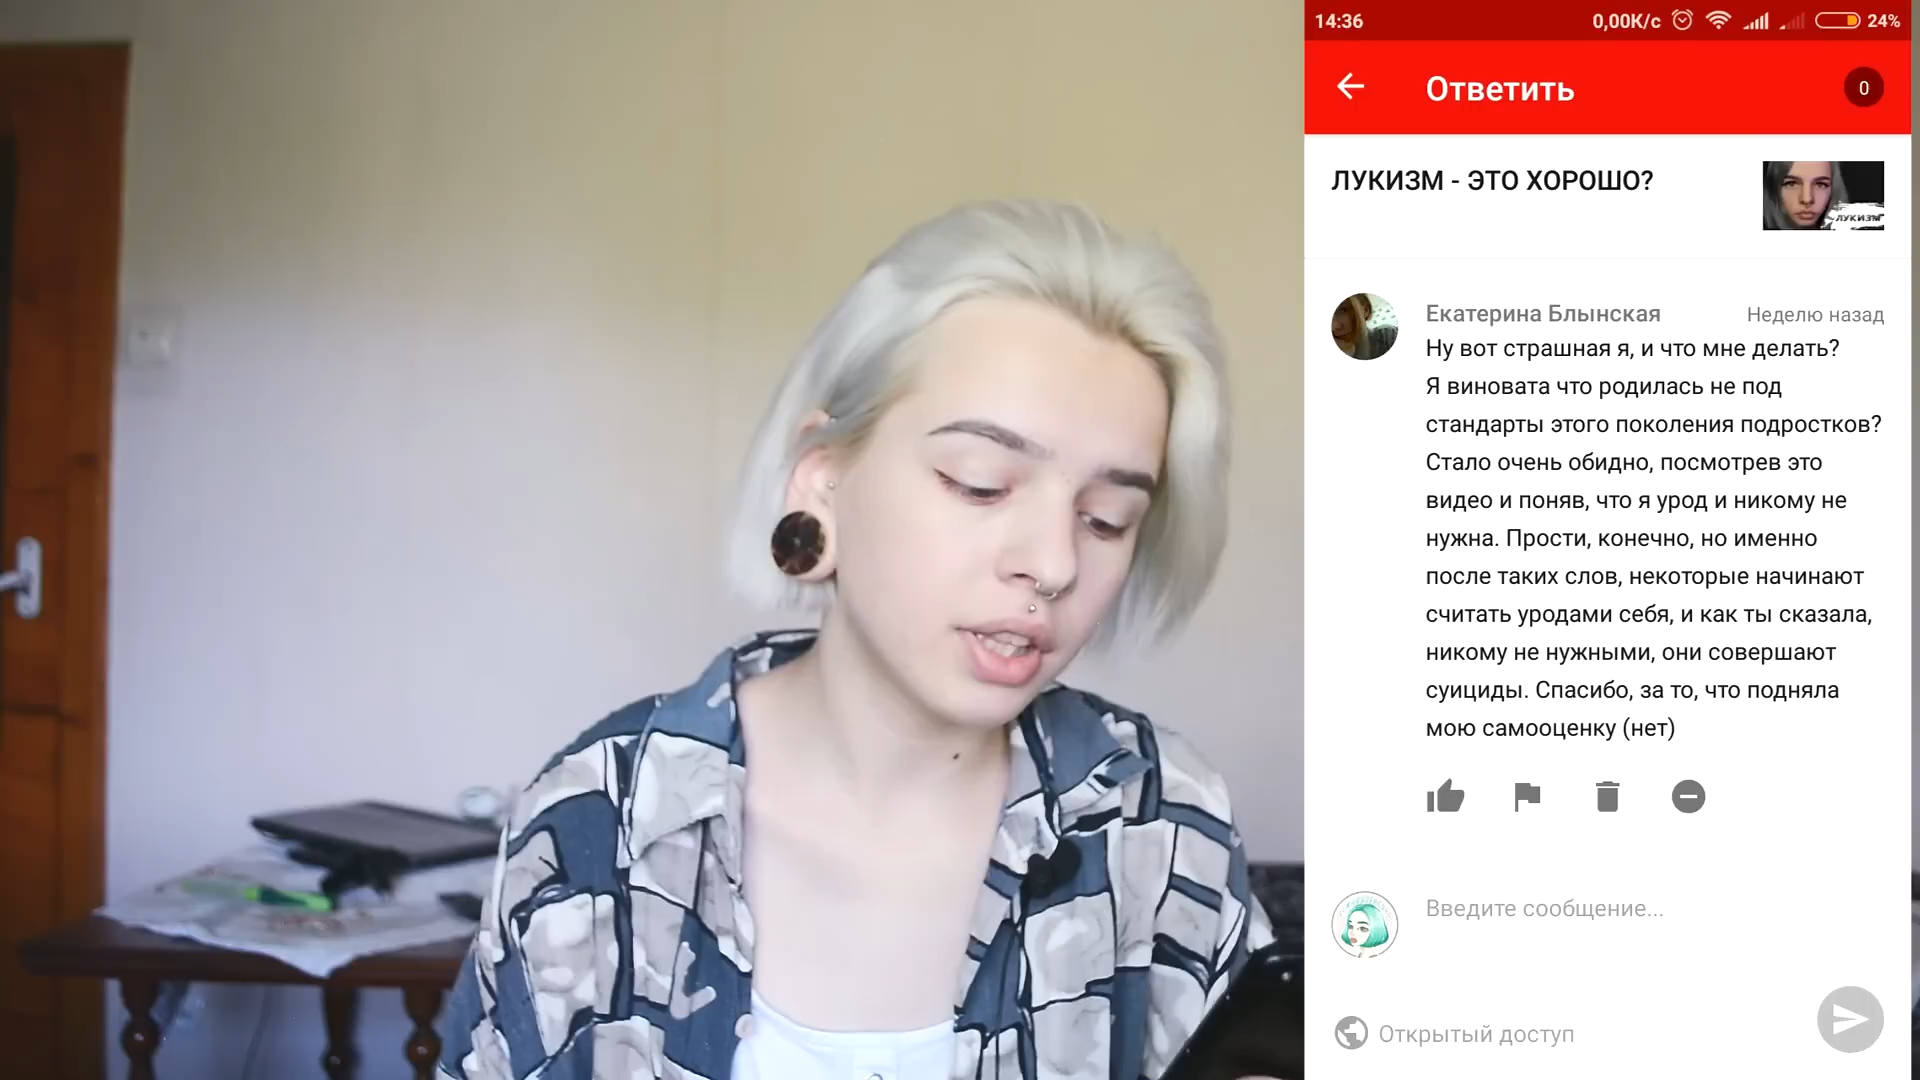 14:36
0,00K/c
24%
Ответить
0
ЛУКИЗМ - ЭТО ХОРОШО?
ЛУКИЗМ
Екатерина Блынская
Неделю назад
Ну вот страшная я, и что мне делать?
Я виновата что родилась не под
стандарты этого поколения подростков?
Стало очень обидно, посмотрев это
видео и поняв, что я урод и никому не
нужна. Прости, конечно, но именно
после таких слов, некоторые начинают
считать уродами себя, и как ты сказала,
никому не нужными, они совершают
суициды. Спасибо, за то, что подняла
мою самооценку (нет)
Введите сообщение...
Открытый доступ